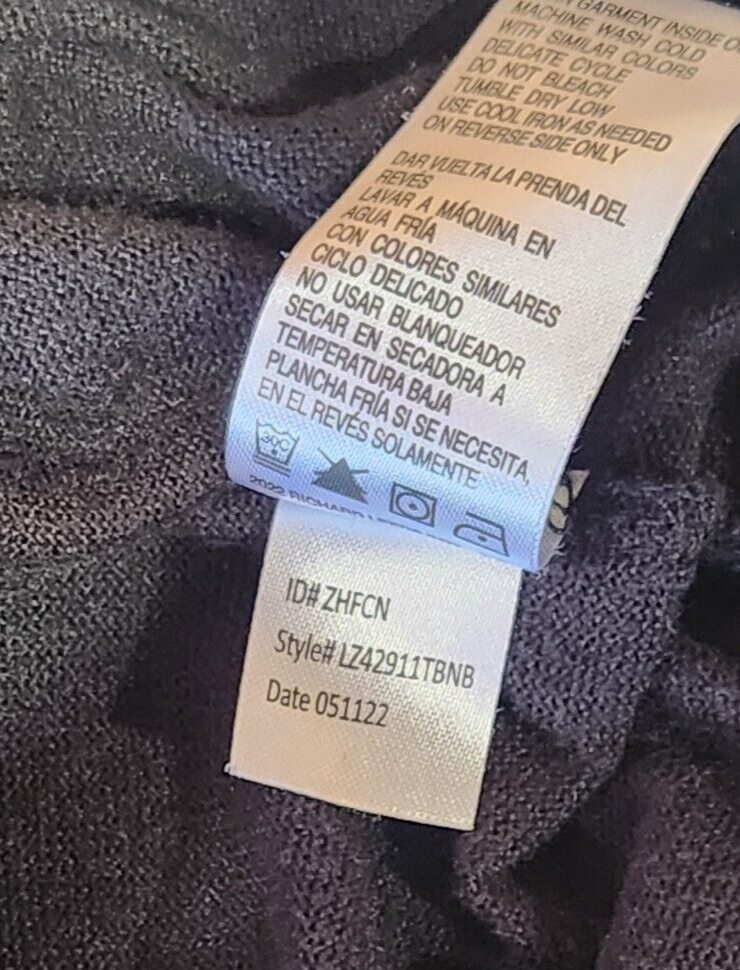 GARMENT INSIDE
MACHINE WASH COLD
WITH SIMILAR COLORS
DELICATE CYCLE
DO NOT BLEACH
TUMBLE DRY LOW
USE COOL IRON AS NEEDED
ON REVERSE SIDE ONLY
DAR VUELTA LA PRENDA DEL
REVÉS
LAVAR A MÁQUINA EN
AGUA FRÍA
CON COLORES SIMILARES
CICLO DELICADO
NO USAR BLANQUEADOR
SECAR EN SECADORA A
TEMPERATURA BAJA
PLANCHA FRÍA SI SE NECESITA,
EN EL REVÉS SOLAMENTE
30C
2022 RICHARD
ID# ZHFCN
Style# LZ42911TBNB
Date 051122